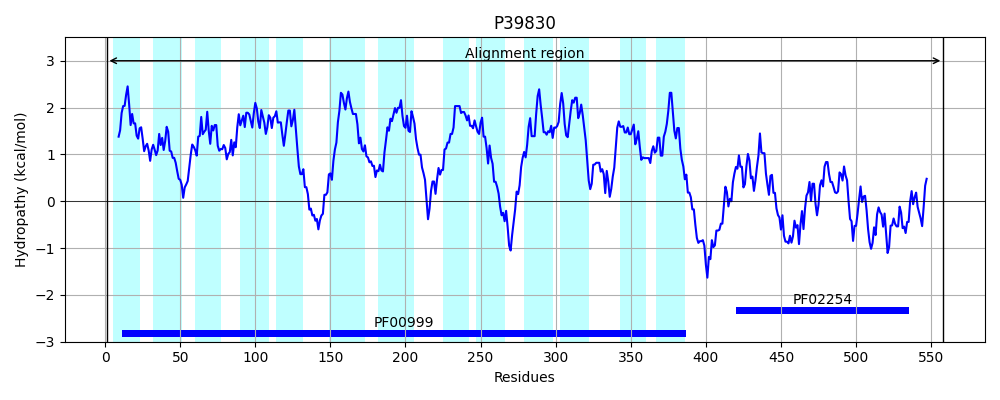 P39830
Alignment region
3
2
1
0
−1
−2
−3
Hydropathy (kcal/mol)
PF02254
PF00999
0 50 100 150 200 250 300 350 400 450 500 550
Residues